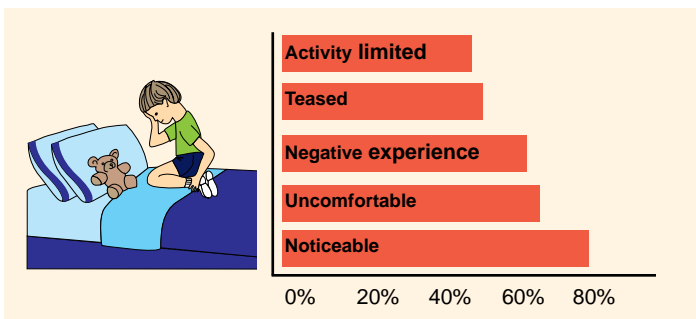 Activity limited
Teased
Negative experience
Uncomfortable
Noticeable
0% 20% 40% 60% 80%